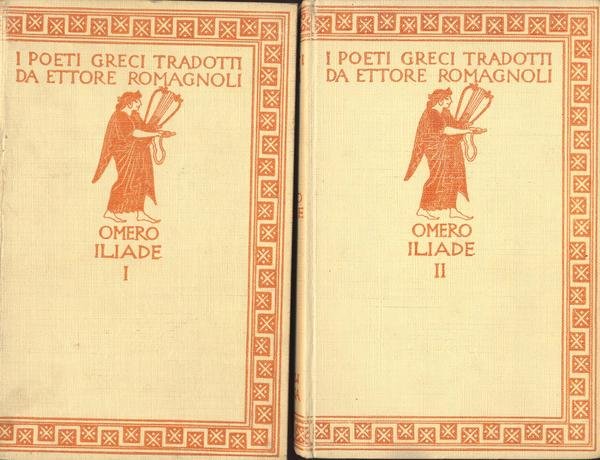 I POETI GRECI TRADOTTI
DA ETTORE ROMAGNOLI
OMERO
ILIADE
I
I POETI GRECI TRADOTTI
DA ETTORE ROMAGNOLI
OMERO
ILIADE
II